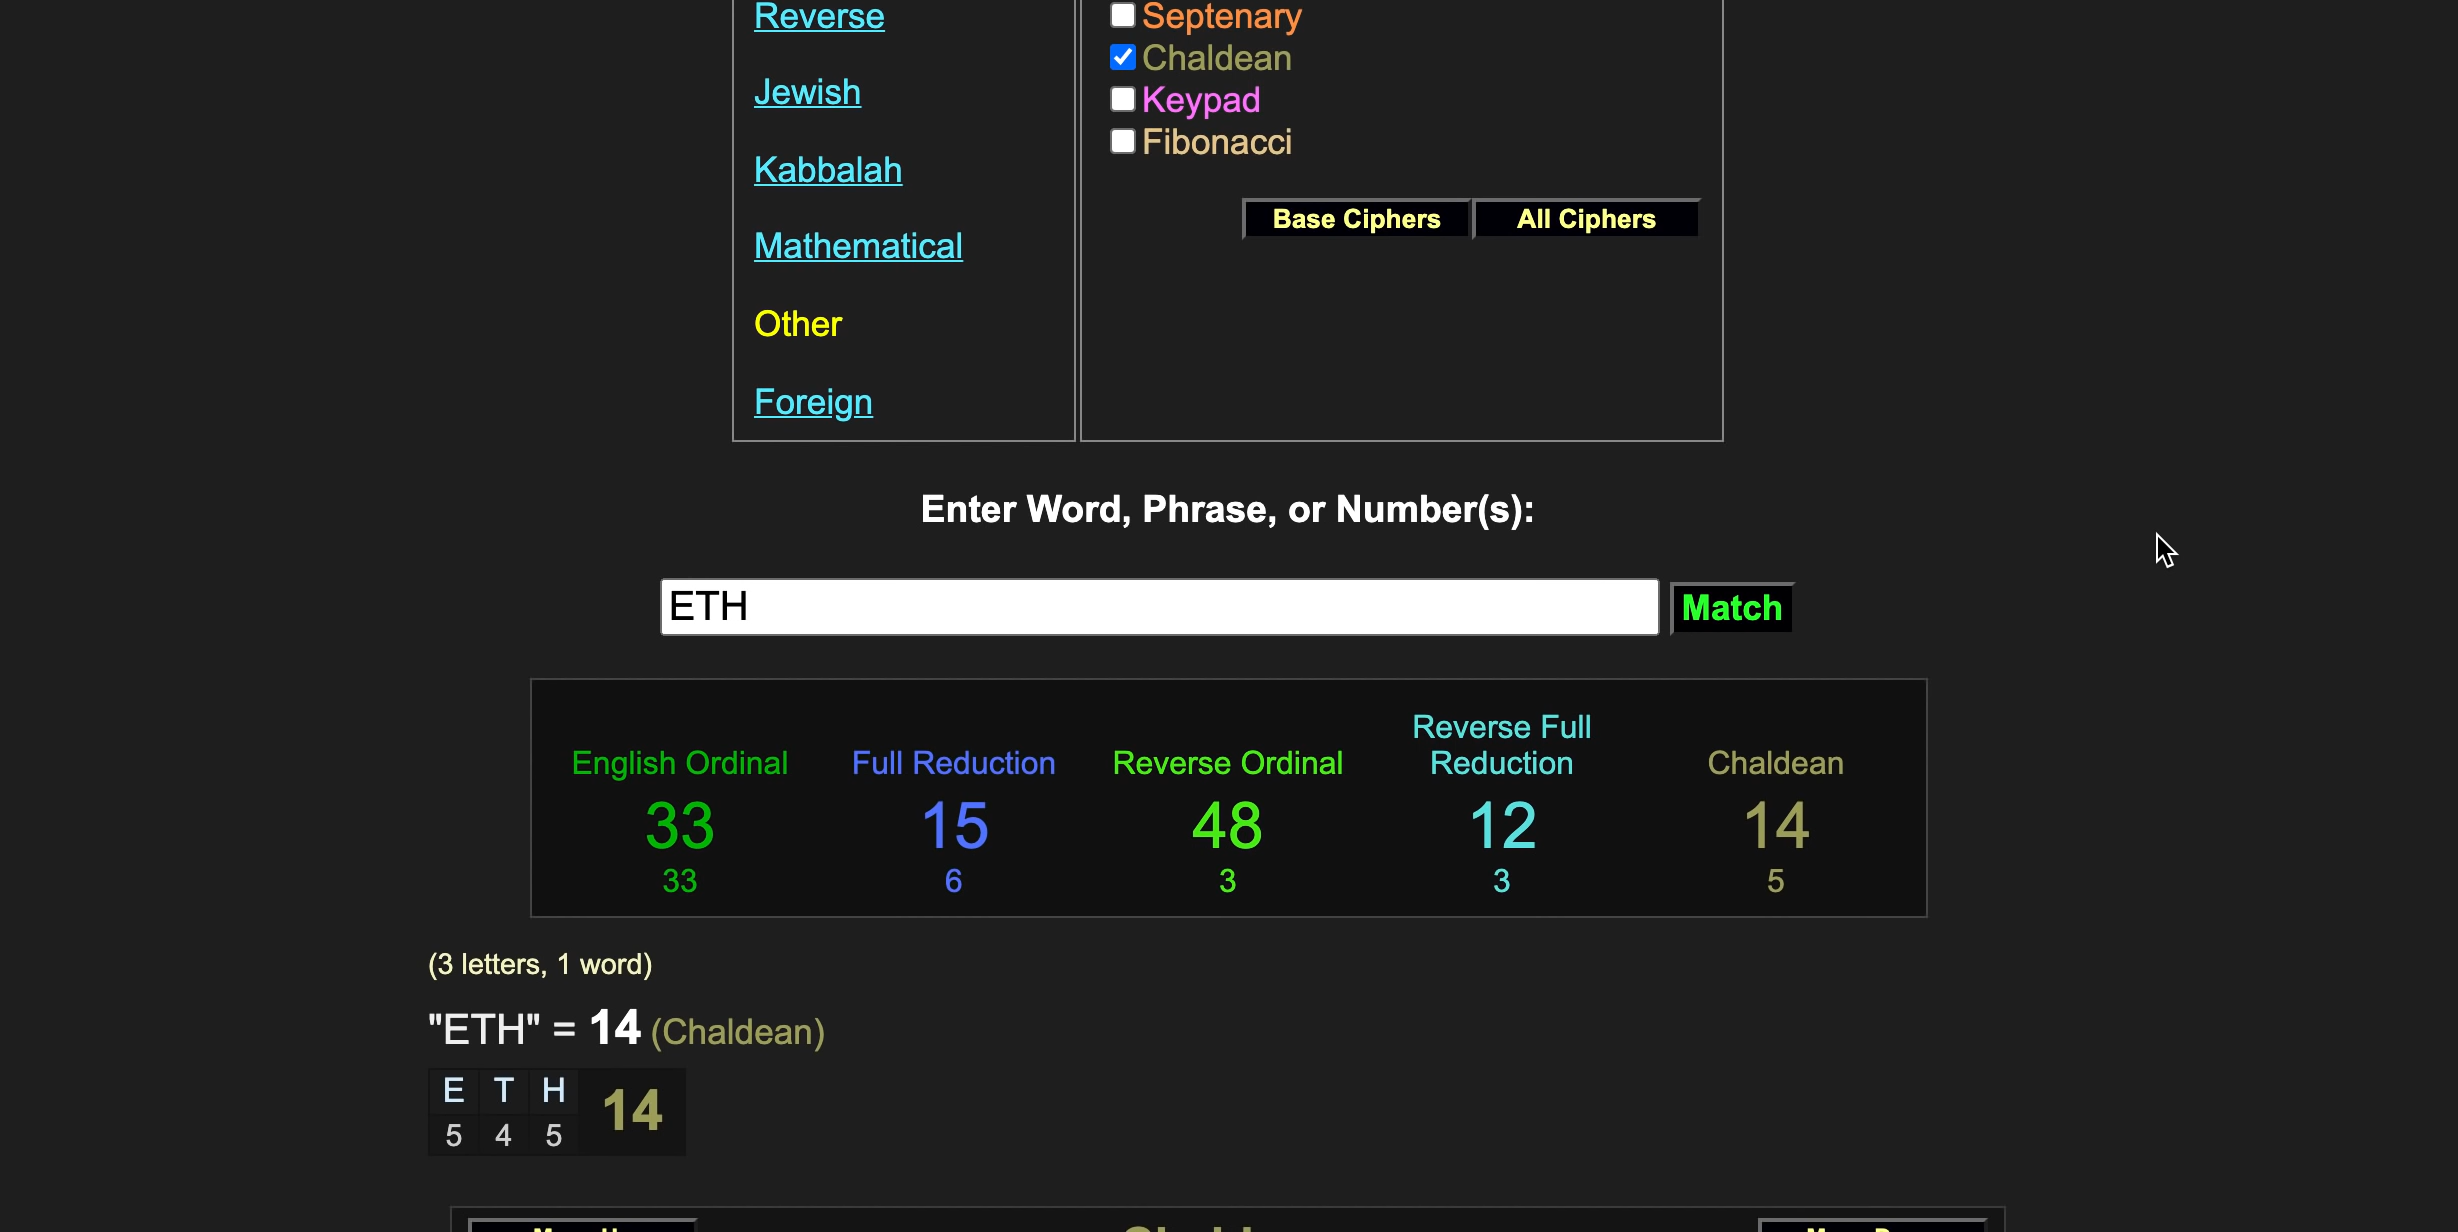 Reverse
Jewish
Kabbalah
Mathematical
Other
Foreign
Septenary
Chaldean
Keypad
Fibonacci
Base Ciphers
All Ciphers
Enter Word, Phrase, or Number(s):
ETH
Match
English Ordinal
33
33
Full Reduction
15
6
Reverse Ordinal
48
3
Reverse Full
Reduction
12
3
Chaldean
14
5
(3 letters, 1 word)
"ETH" = 14 (Chaldean)
E T H 14
5 4 5